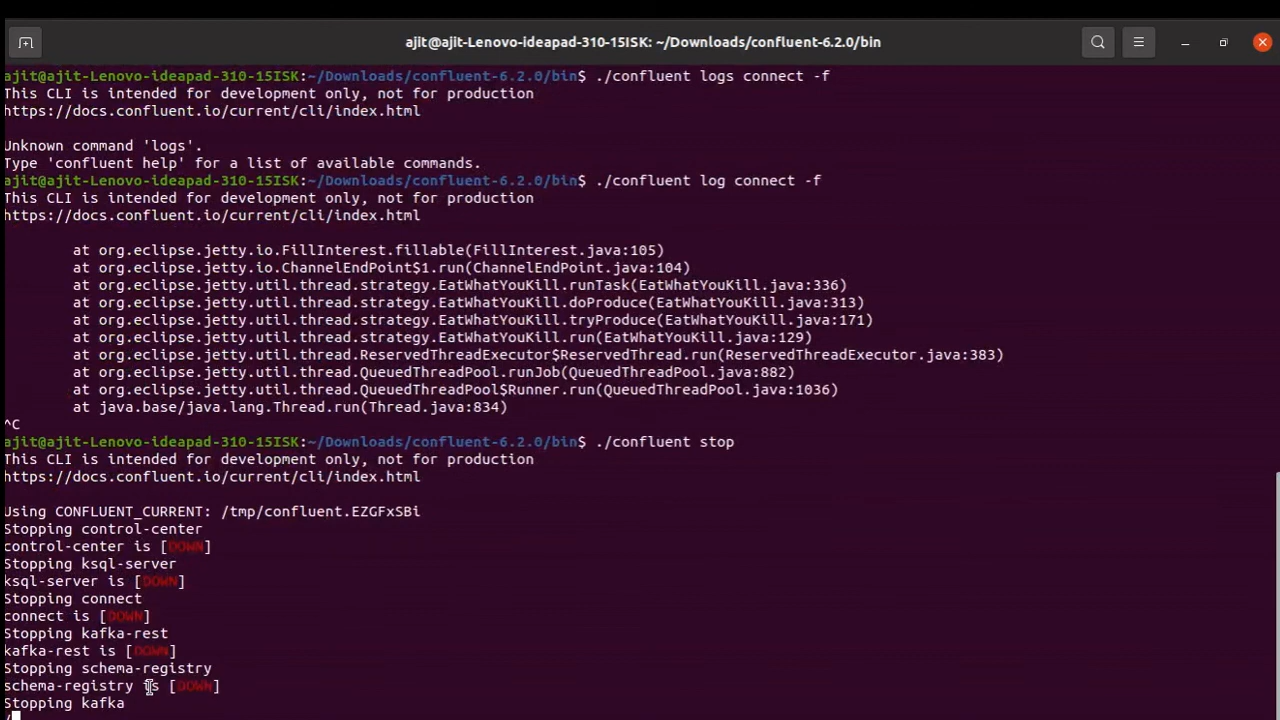 ajit@ajit-Lenovo-ideapad-310-15ISK: ~/Downloads/confluent-6.2.0/bin
ajit@ajit-Lenovo-ideapad-310-15ISK:~/Downloads/confluent-6.2.0/bin$ ./confluent logs connect -f
This CLI is intended for development only, not for production
https://docs.confluent.io/current/cli/index.html
Unknown command 'logs'.
Type 'confluent help' for a list of available commands.
ajit@ajit-Lenovo-ideapad-310-15ISK:~/Downloads/confluent-6.2.0/bin$ ./confluent log connect -f
This CLI is intended for development only, not for production
https://docs.confluent.io/current/cli/index.html
at org.eclipse.jetty.io.FillInterest.fillable(FillInterest.java:105)
at org.eclipse.jetty.io.ChannelEndPoint$1.run(ChannelEndPoint.java:104)
at org.eclipse.jetty.util.thread.strategy.EatWhatYouKill.runTask(EatWhatYouKill.java:336)
at org.eclipse.jetty.util.thread.strategy.EatWhatYouKill.doProduce(EatWhatYouKill.java:313)
at org.eclipse.jetty.util.thread.strategy.EatWhatYouKill.tryProduce(EatWhatYouKill.java:171)
at org.eclipse.jetty.util.thread.strategy.EatWhatYouKill.run(EatWhatYouKill.java:129)
at org.eclipse.jetty.util.thread.ReservedThreadExecutor$ReservedThread.run(ReservedThreadExecutor.java:383)
at org.eclipse.jetty.util.thread.QueuedThreadPool.runJob(QueuedThreadPool.java:882)
at org.eclipse.jetty.util.thread.QueuedThreadPool$Runner.run(QueuedThreadPool.java:1036)
at java.base/java.lang.Thread.run(Thread.java:834)
^C
ajit@ajit-Lenovo-ideapad-310-15ISK:~/Downloads/confluent-6.2.0/bin$ ./confluent stop
This CLI is intended for development only, not for production
https://docs.confluent.io/current/cli/index.html
Using CONFLUENT_CURRENT: /tmp/confluent.EZGFxSBi
Stopping control-center
control-center is [DOWN]
Stopping ksql-server
ksql-server is [DOWN]
Stopping connect
connect is [DOWN]
Stopping kafka-rest
kafka-rest is [DOWN]
Stopping schema-registry
schema-registry is [DOWN]
Stopping kafka
/